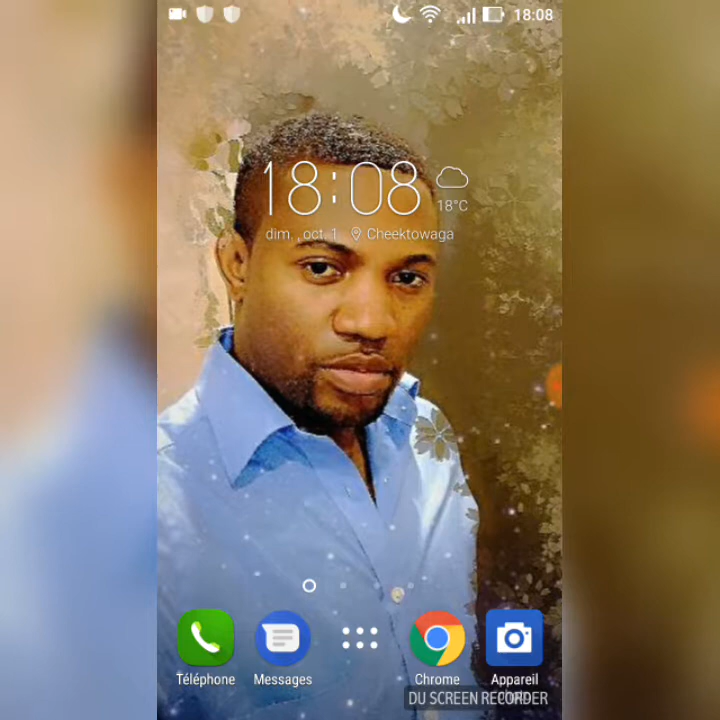 18:08
18:08
18°C
dim. , oct. 1 Cheektowaga
Téléphone
Messages
Chrome
Appareil
DU SCREEN RECORDER